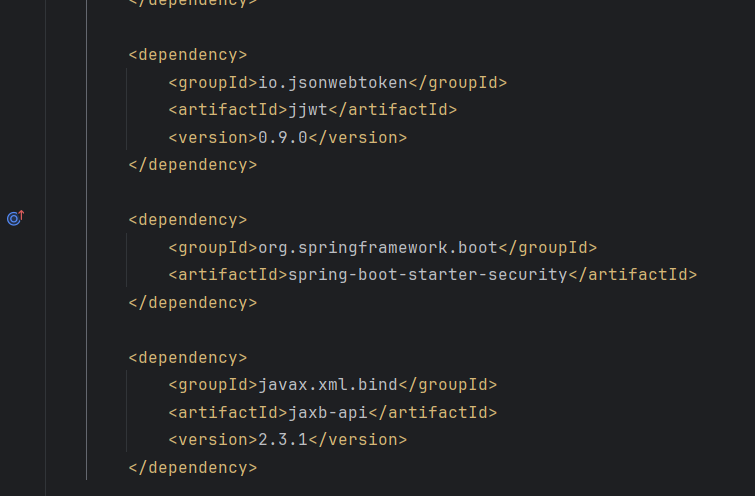 </dependency>
<dependency>
<groupId>io.jsonwebtoken</groupId>
<artifactId>jjwt</artifactId>
<version>0.9.0</version>
</dependency>
<dependency>
<groupId>org.springframework.boot</groupId>
<artifactId>spring-boot-starter-security</artifactId>
</dependency>
<dependency>
<groupId>javax.xml.bind</groupId>
<artifactId>jaxb-api</artifactId>
<version>2.3.1</version>
</dependency>